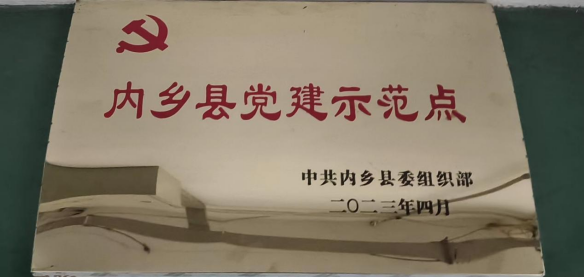 内乡县党建示范点
中共内乡县委组织部
二〇二三年四月